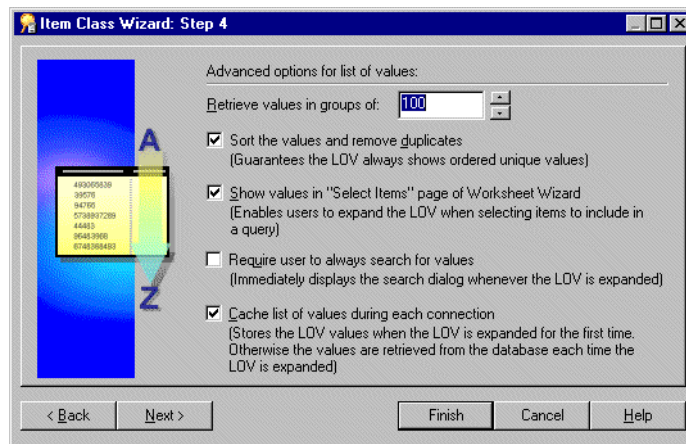 Item Class Wizard: Step 4
Advanced options for list of values:
Retrieve values in groups of: 100
Sort the values and remove duplicates
(Guarantees the LOV always shows ordered unique values)
Show values in "Select Items" page of Worksheet Wizard
(Enables users to expand the LOV when selecting items to include in
a query)
Require user to always search for values
(Immediately displays the search dialog whenever the LOV is expanded)
Cache list of values during each connection
(Stores the LOV values when the LOV is expanded for the first time.
Otherwise the values are retrieved from the database each time the
LOV is expanded)
A
39576
94766
44483
Z
< Back Next > Finish Cancel Help